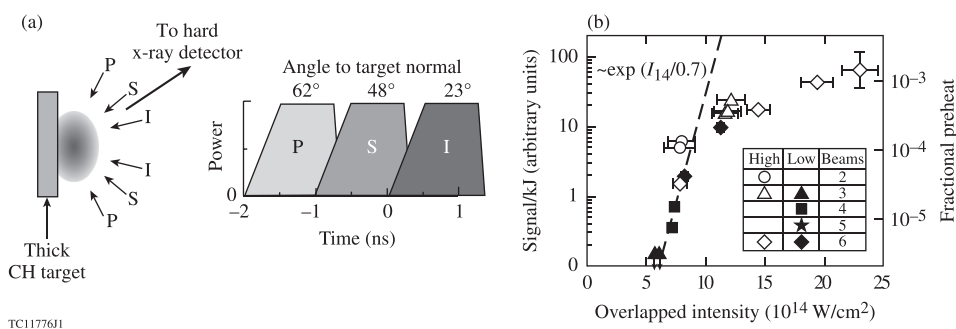 (a)
To hard
x-ray detector
P
S
I
I
S
P
Thick
CH target
Angle to target normal
62° 48° 23°
Power
P S I
0
−2 −1 0 1
Time (ns)
(b)
~exp (I14/0.7)
Signal/kJ (arbitrary units)
100
10
1
0
High Low Beams
2
3
4
5
6
10−3
10−4
10−5
Fractional preheat
0 5 10 15 20 25
Overlapped intensity (1014 W/cm2)
TC11776J1